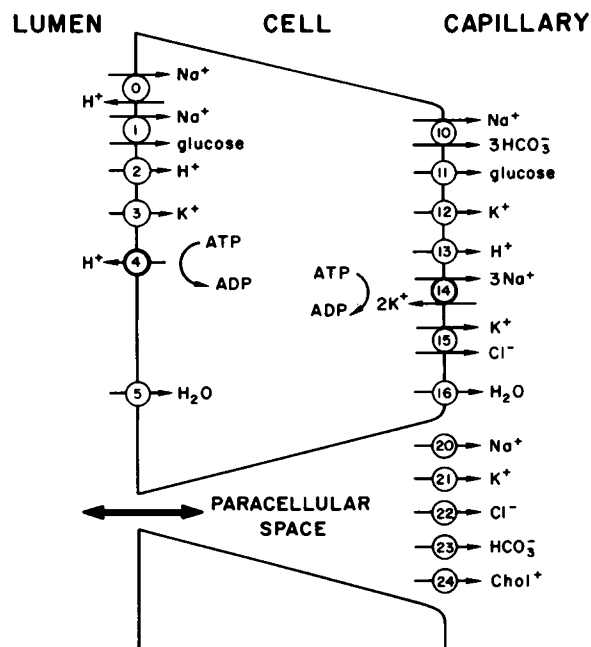 LUMEN CELL CAPILLARY
0 Na⁺
H⁺
1 Na⁺
glucose
2 H⁺
3 K⁺
H⁺ 4 ATP
ADP
5 H₂O
10 Na⁺
3HCO₃⁻
11 glucose
12 K⁺
13 H⁺
ATP 14 3Na⁺
ADP 2K⁺
15 K⁺
Cl⁻
16 H₂O
20 Na⁺
21 K⁺
22 Cl⁻
23 HCO₃⁻
24 Chol⁺
PARACELLULAR
SPACE